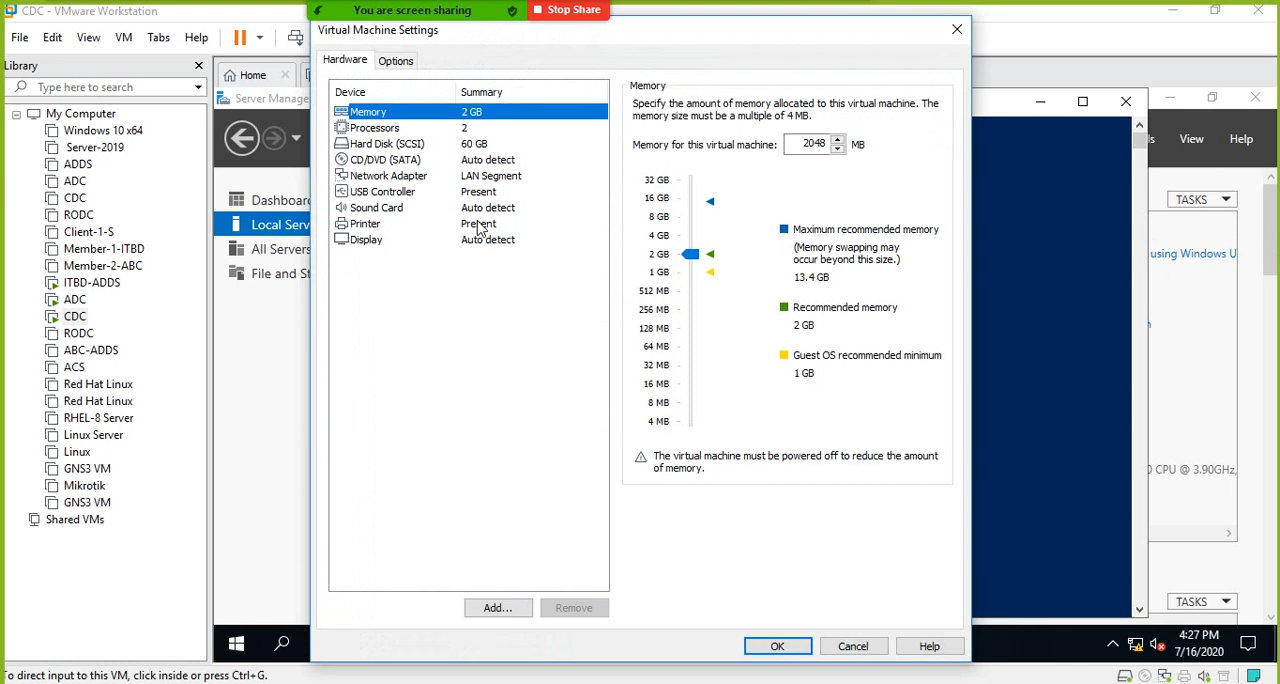 CDC - VMware Workstation
You are screen sharing
Stop Share
File Edit View VM Tabs Help
Library
Type here to search
My Computer
Windows 10 x64
Server-2019
ADDS
ADC
CDC
RODC
Client-1-S
Member-1-ITBD
Member-2-ABC
ITBD-ADDS
ADC
CDC
RODC
ABC-ADDS
ACS
Red Hat Linux
Red Hat Linux
RHEL-8 Server
Linux Server
Linux
GNS3 VM
Mikrotik
GNS3 VM
Shared VMs
Home
Server Manage
Dashboar
Local Serv
All Servers
File and St
Virtual Machine Settings
Hardware Options
Device Summary
Memory 2 GB
Processors 2
Hard Disk (SCSI) 60 GB
CD/DVD (SATA) Auto detect
Network Adapter LAN Segment
USB Controller Present
Sound Card Auto detect
Printer Present
Display Auto detect
Add... Remove
Memory
Specify the amount of memory allocated to this virtual machine. The
memory size must be a multiple of 4 MB.
Memory for this virtual machine: 2048 MB
32 GB
16 GB
8 GB
4 GB
2 GB
1 GB
512 MB
256 MB
128 MB
64 MB
32 MB
16 MB
8 MB
4 MB
Maximum recommended memory
(Memory swapping may
occur beyond this size.)
13.4 GB
Recommended memory
2 GB
Guest OS recommended minimum
1 GB
The virtual machine must be powered off to reduce the amount
of memory.
OK Cancel Help
ls View Help
TASKS
using Windows U
n
0 CPU @ 3.90GHz,
TASKS
4:27 PM
7/16/2020
To direct input to this VM, click inside or press Ctrl+G.